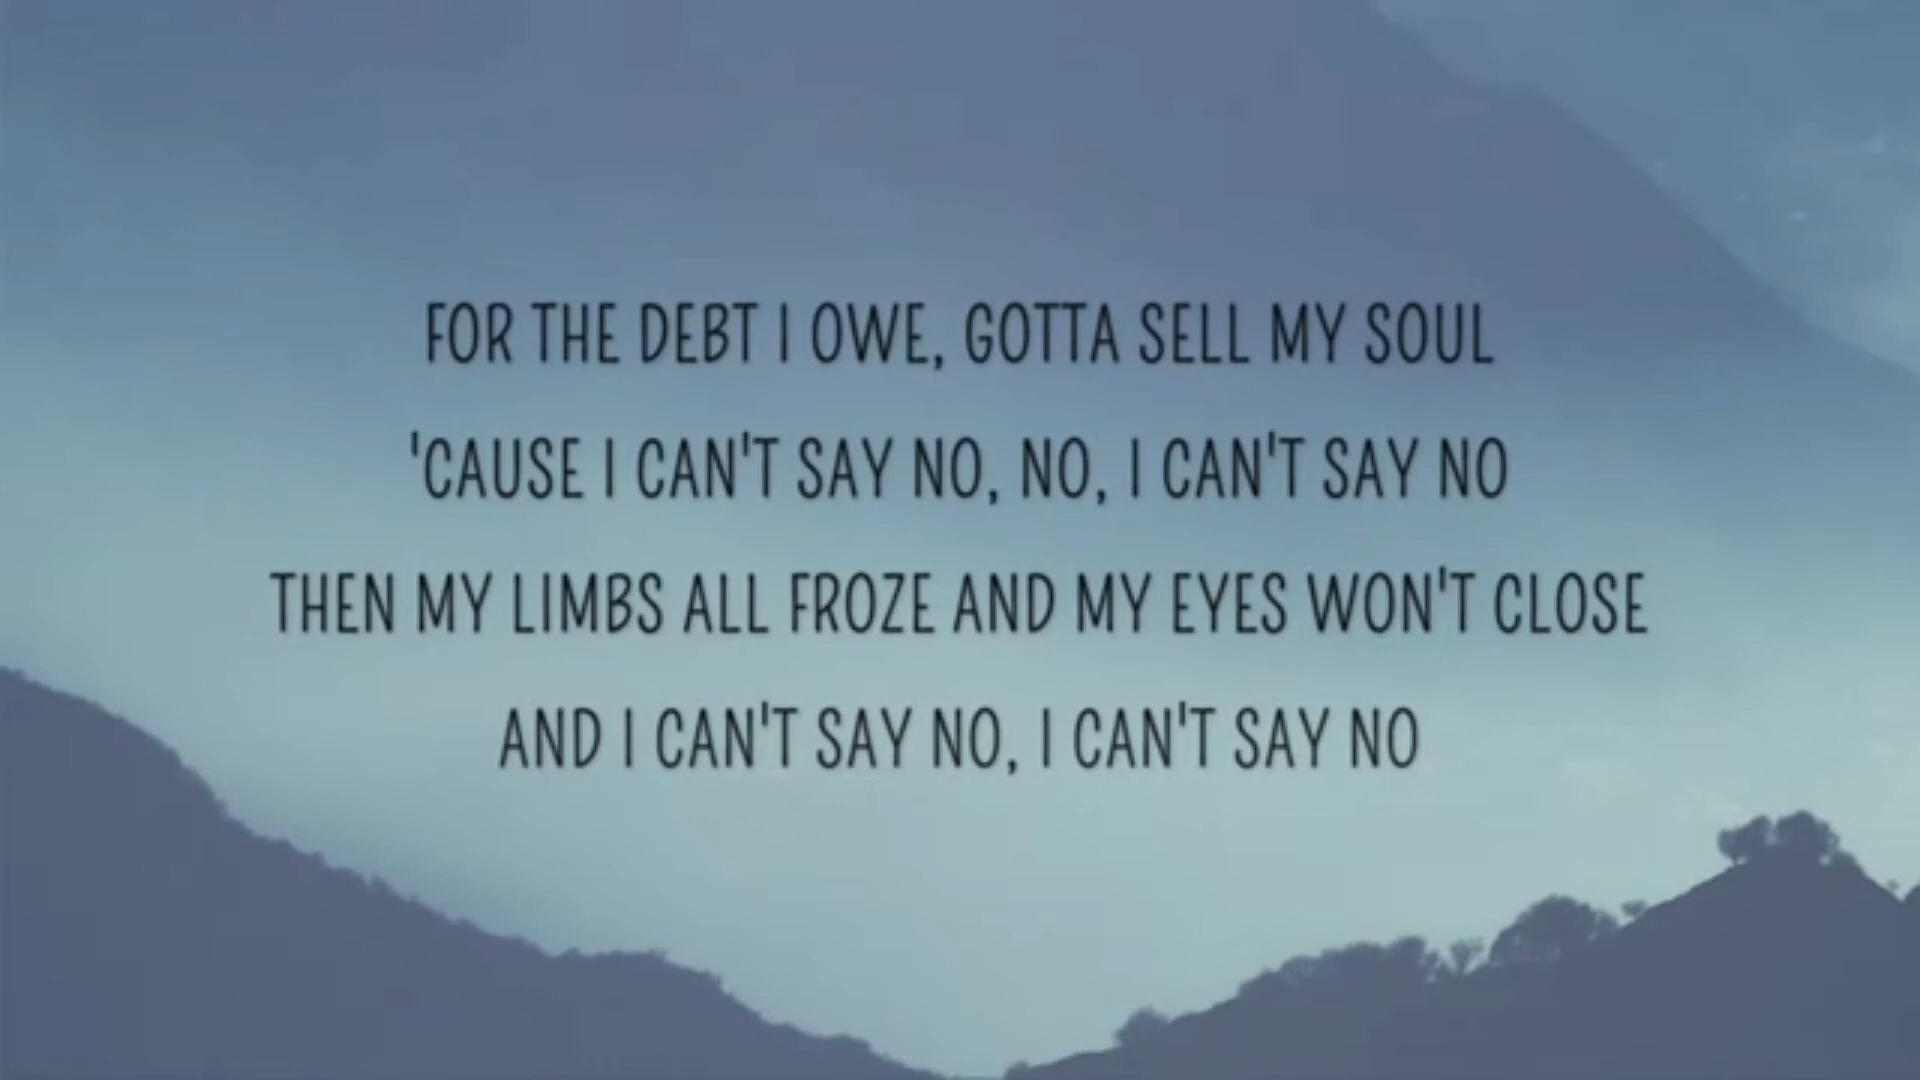 FOR THE DEBT I OWE, GOTTA SELL MY SOUL
'CAUSE I CAN'T SAY NO, NO, I CAN'T SAY NO
THEN MY LIMBS ALL FROZE AND MY EYES WON'T CLOSE
AND I CAN'T SAY NO, I CAN'T SAY NO